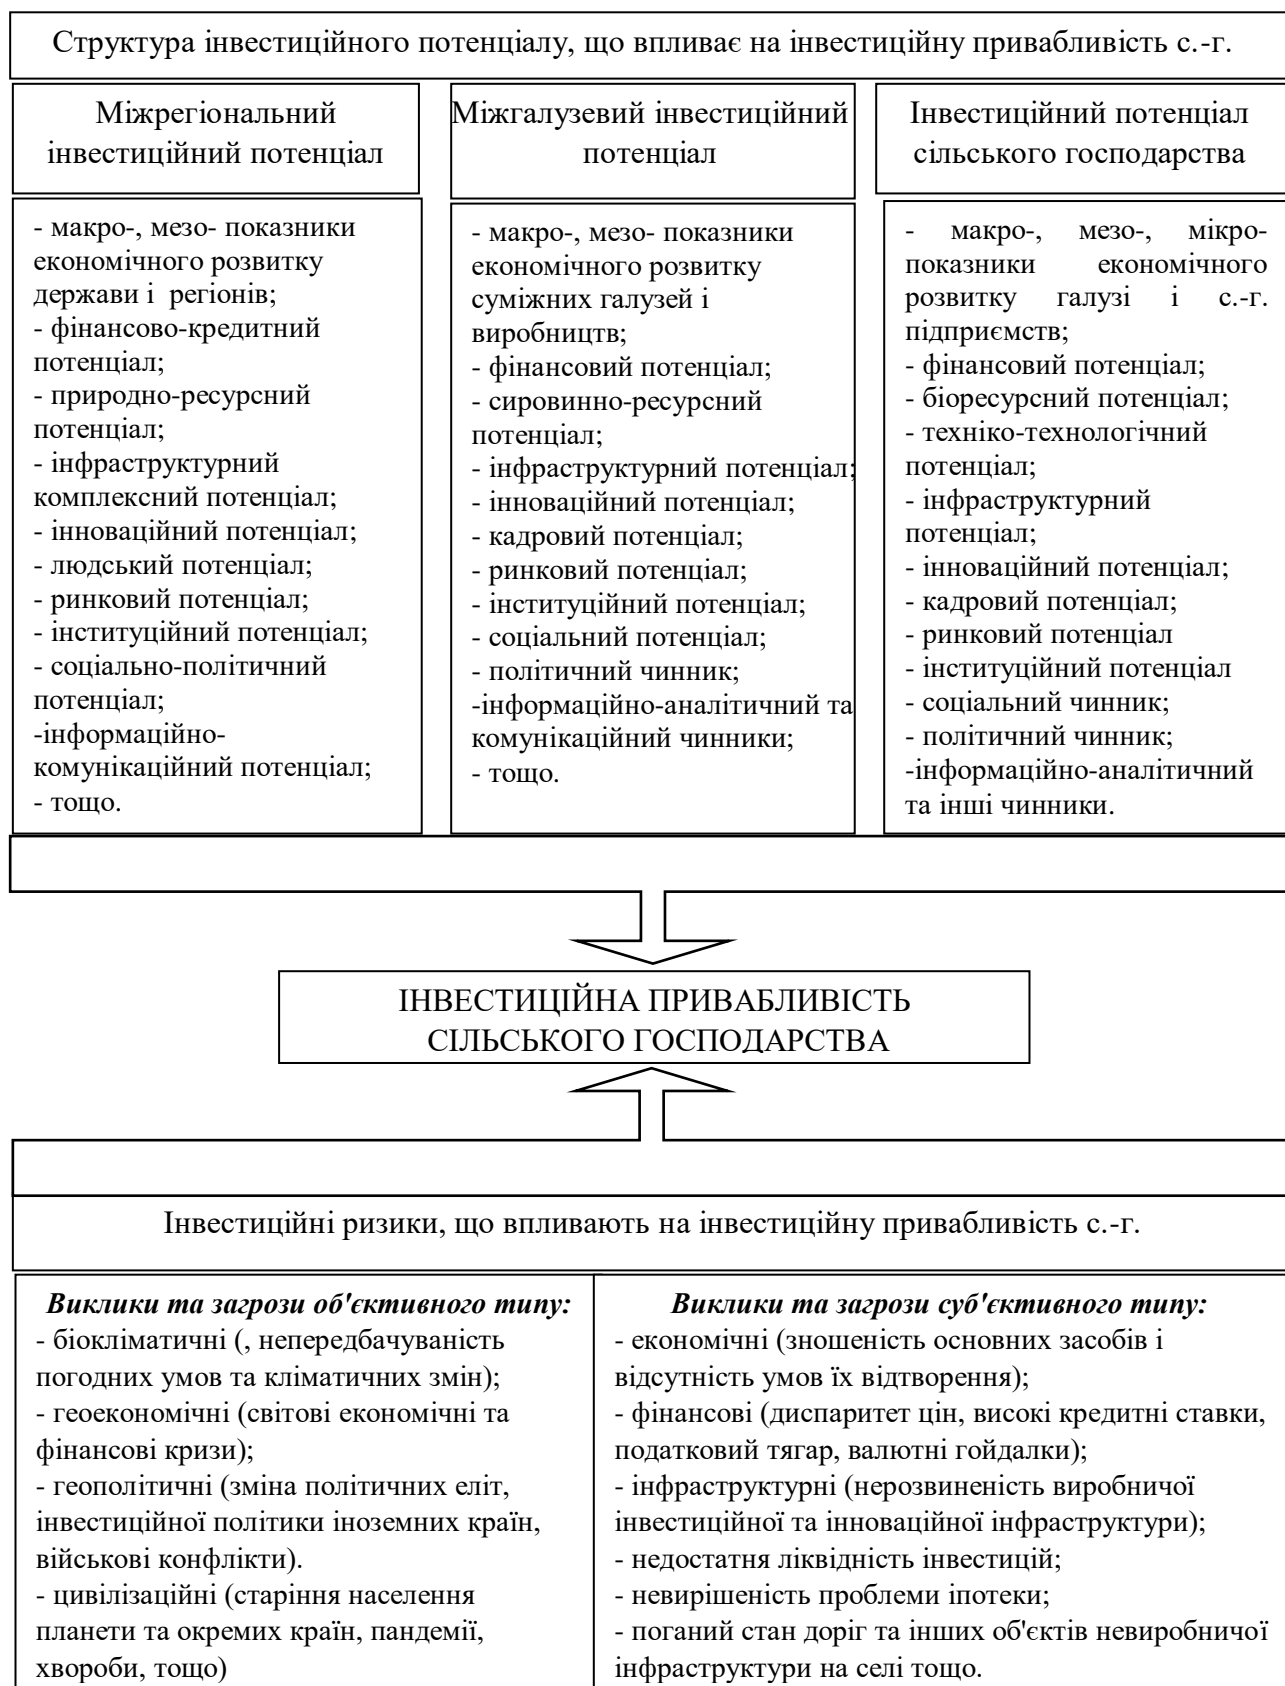 Структура інвестиційного потенціалу, що впливає на інвестиційну привабливість с.-г.
Міжрегіональний
інвестиційний потенціал
- макро-, мезо- показники
економічного розвитку
держави і регіонів;
- фінансово-кредитний
потенціал;
- природно-ресурсний
потенціал;
- інфраструктурний
комплексний потенціал;
- інноваційний потенціал;
- людський потенціал;
- ринковий потенціал;
- інституційний потенціал;
- соціально-політичний
потенціал;
-інформаційно-
комунікаційний потенціал;
- тощо.
Міжгалузевий інвестиційний
потенціал
- макро-, мезо- показники
економічного розвитку
суміжних галузей і
виробництв;
- фінансовий потенціал;
- сировинно-ресурсний
потенціал;
- інфраструктурний потенціал;
- інноваційний потенціал;
- кадровий потенціал;
- ринковий потенціал;
- інституційний потенціал;
- соціальний потенціал;
- політичний чинник;
-інформаційно-аналітичний та
комунікаційний чинники;
- тощо.
Інвестиційний потенціал
сільського господарства
- макро-, мезо-, мікро-
показники економічного
розвитку галузі і с.-г.
підприємств;
- фінансовий потенціал;
- біоресурсний потенціал;
- техніко-технологічний
потенціал;
- інфраструктурний
потенціал;
- інноваційний потенціал;
- кадровий потенціал;
- ринковий потенціал
- інституційний потенціал
- соціальний чинник;
- політичний чинник;
-інформаційно-аналітичний
та інші чинники.
ІНВЕСТИЦІЙНА ПРИВАБЛИВІСТЬ
СІЛЬСЬКОГО ГОСПОДАРСТВА
Інвестиційні ризики, що впливають на інвестиційну привабливість с.-г.
Виклики та загрози об'єктивного типу:
- біокліматичні (, непередбачуваність
погодних умов та кліматичних змін);
- геоекономічні (світові економічні та
фінансові кризи);
- геополітичні (зміна політичних еліт,
інвестиційної політики іноземних країн,
військові конфлікти).
- цивілізаційні (старіння населення
планети та окремих країн, пандемії,
хвороби, тощо)
Виклики та загрози суб'єктивного типу:
- економічні (зношеність основних засобів і
відсутність умов їх відтворення);
- фінансові (диспаритет цін, високі кредитні ставки,
податковий тягар, валютні гойдалки);
- інфраструктурні (нерозвиненість виробничої
інвестиційної та інноваційної інфраструктури);
- недостатня ліквідність інвестицій;
- невирішеність проблеми іпотеки;
- поганий стан доріг та інших об'єктів невиробничої
інфраструктури на селі тощо.